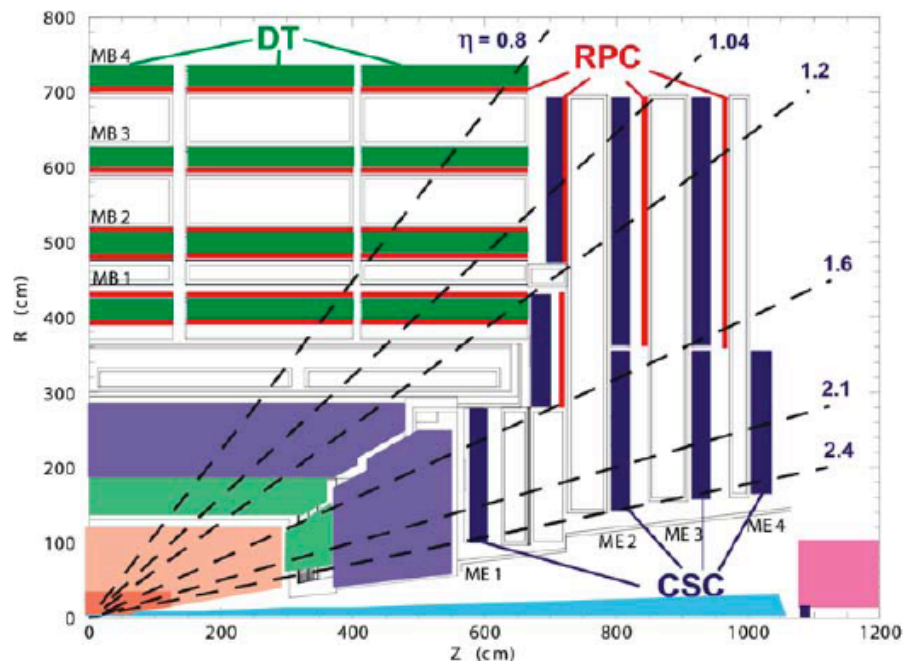 800
DT
η = 0.8
1.04
MB 4
RPC
1.2
700
MB 3
600
MB 2
500
MB 1
1.6
400
300
2.1
2.4
200
100
ME 1
ME 2
ME 3
ME 4
CSC
0
0
200
400
600
800
1000
1200
R (cm)
Z (cm)